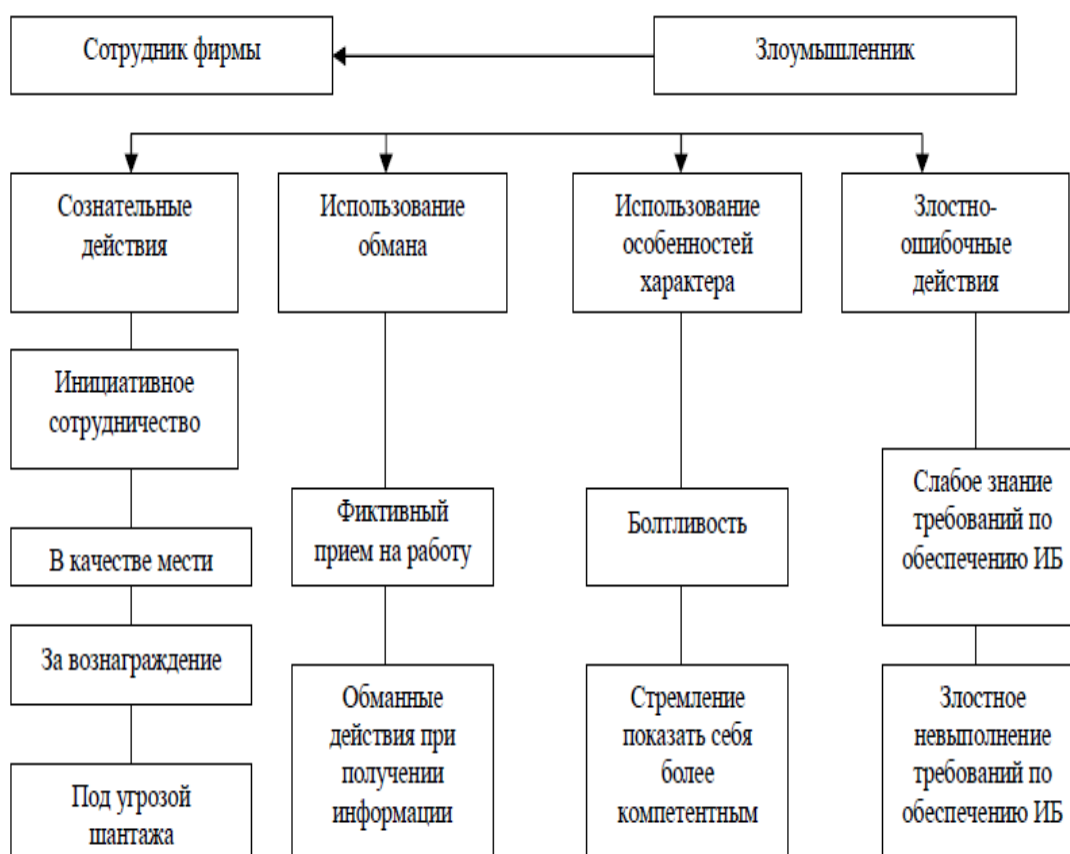 Сотрудник фирмы
Злоумышленник
Сознательные
действия
Использование
обмана
Использование
особенностей
характера
Злостно-
ошибочные
действия
Инициативное
сотрудничество
В качестве мести
За вознаграждение
Под угрозой
шантажа
Фиктивный
прием на работу
Обманные
действия при
получении
информации
Болтливость
Стремление
показать себя
более
компетентным
Слабое знание
требований по
обеспечению ИБ
Злостное
невыполнение
требований по
обеспечению ИБ